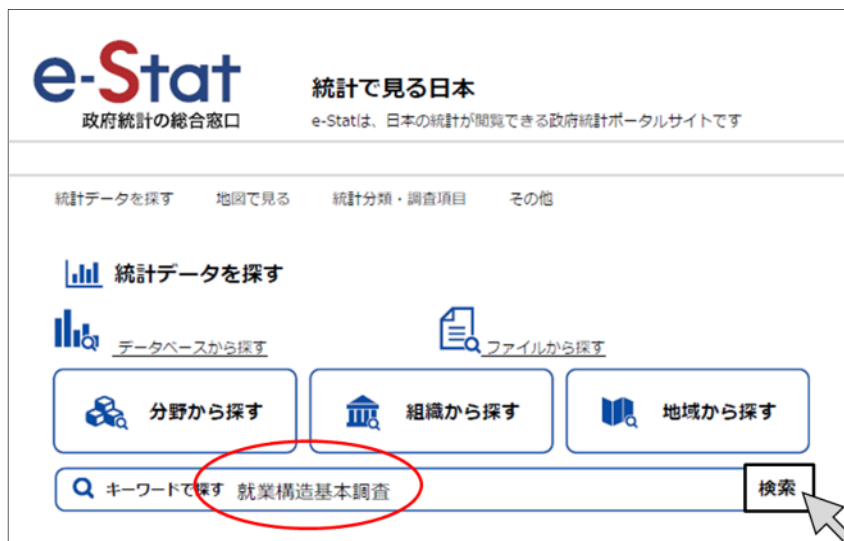 e-Stat
政府統計の総合窓口
統計で見る日本
e-Statは、日本の統計が閲覧できる政府統計ポータルサイトです
統計データを探す 地図で見る 統計分類・調査項目 その他
統計データを探す
データベースから探す ファイルから探す
分野から探す 組織から探す 地域から探す
キーワードで探す 就業構造基本調査 検索